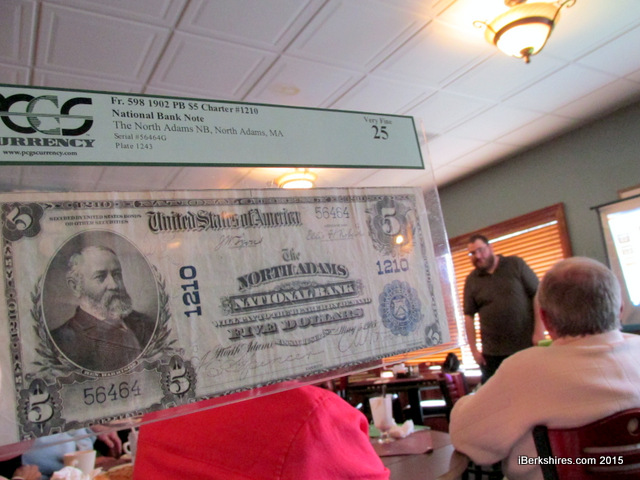 PCGS
CURRENCY
www.pcgscurrency.com
Fr. 598 1902 PB $5 Charter#1210
National Bank Note
The North Adams NB, North Adams, MA
Serial #56464G
Plate 1243
Very Fine
25
United States of America
56464
5
The
NORTH ADAMS
NATIONAL BANK
FIVE DOLLARS
North Adams
1210
1210
56464
5
5
iBerkshires.com 2015